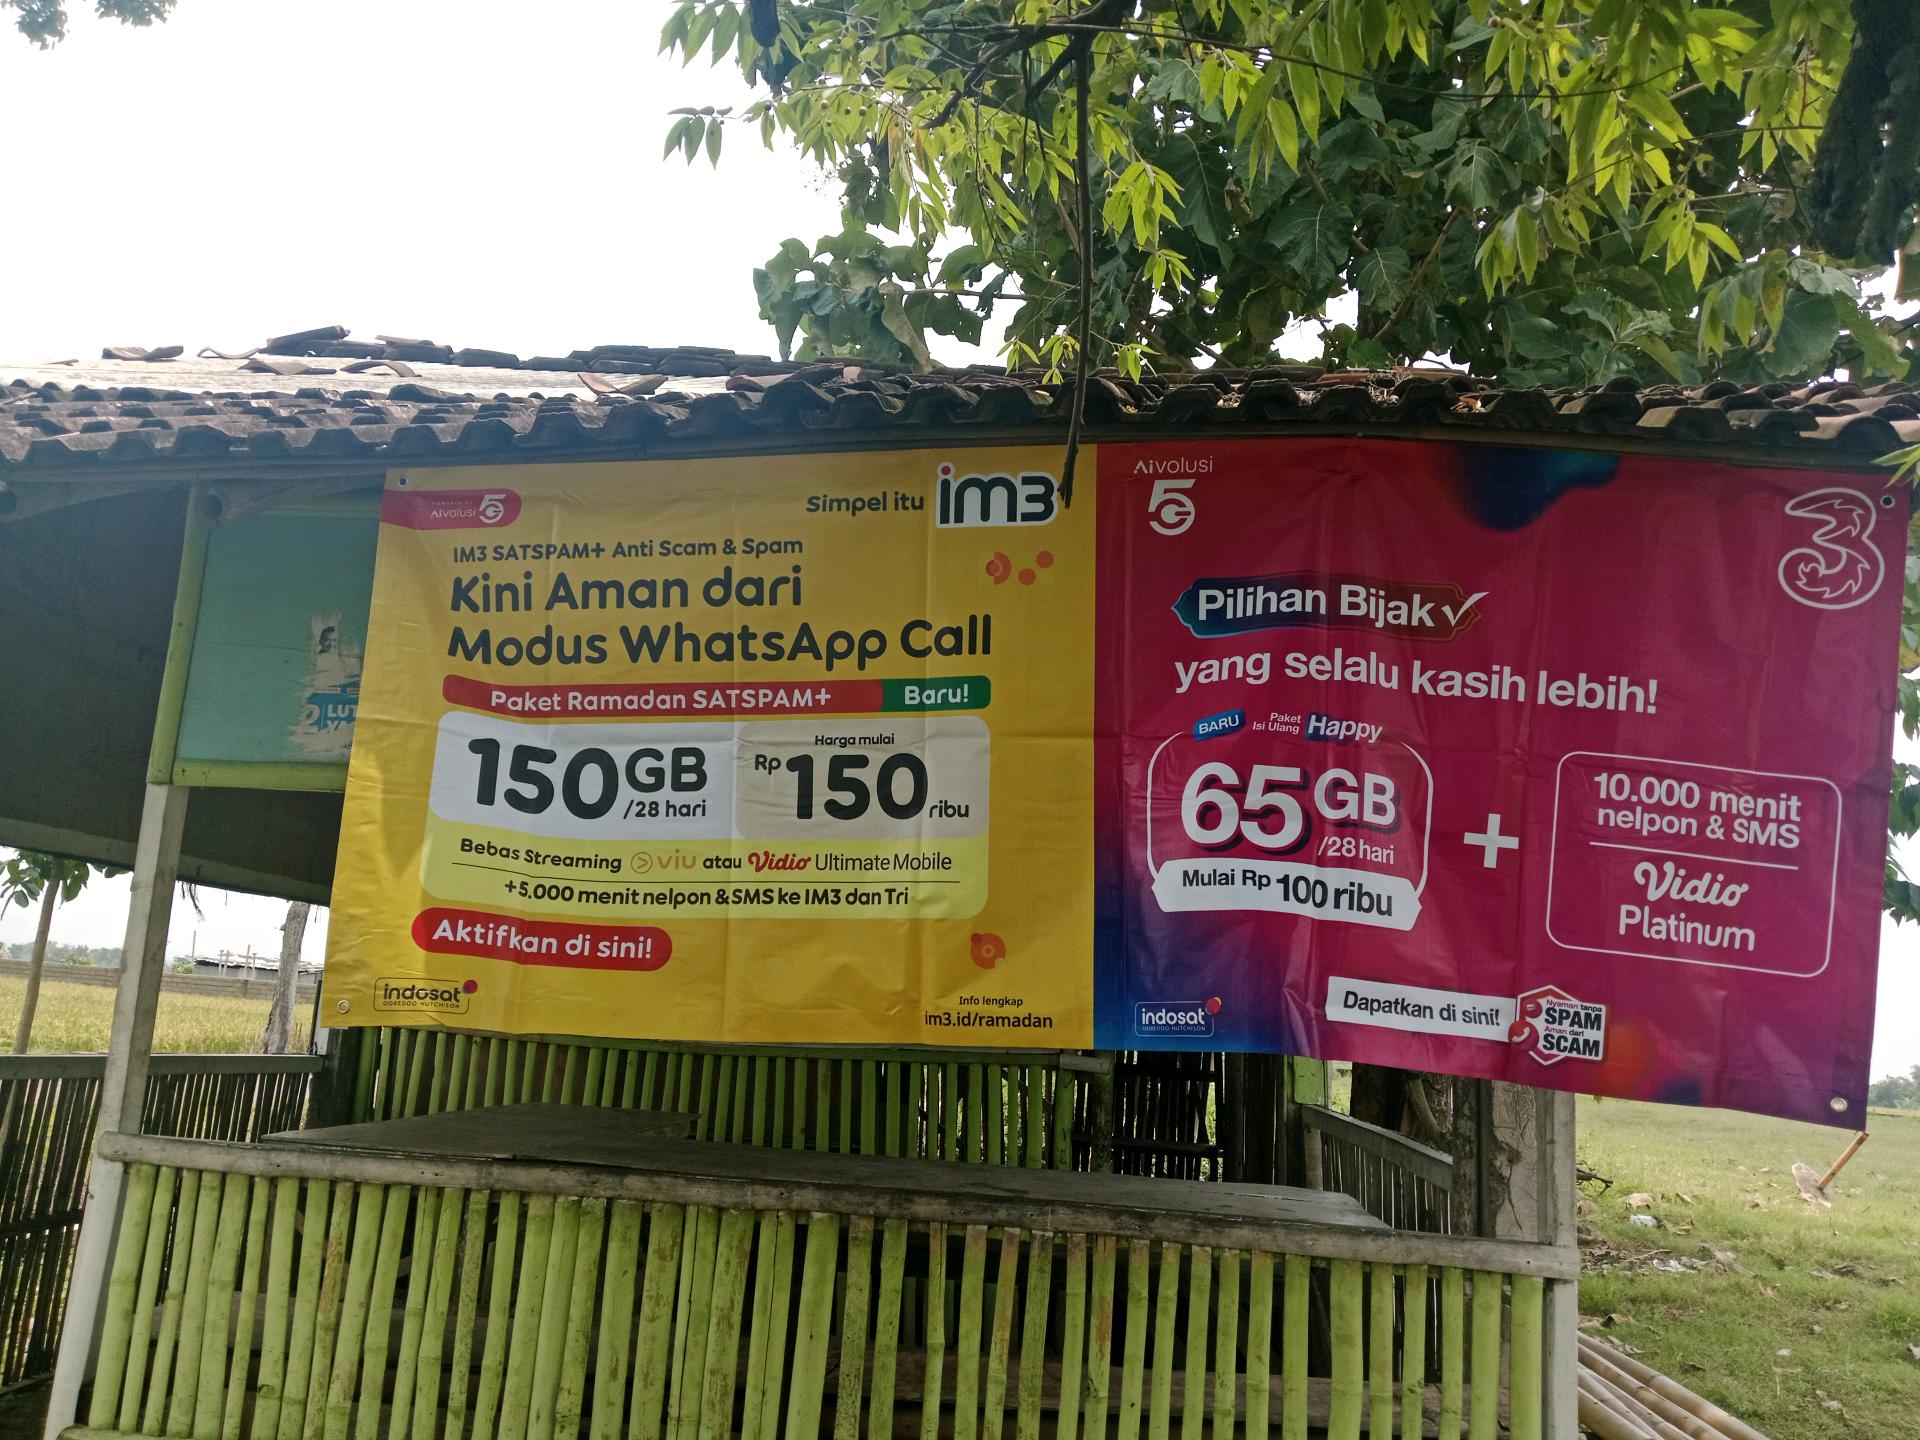 POWERED BY
AIvolusi 5G
Simpel itu im3
IM3 SATSPAM+ Anti Scam & Spam
Kini Aman dari
Modus WhatsApp Call
Paket Ramadan SATSPAM+ Baru!
150GB /28 hari
Harga mulai
Rp 150 ribu
Bebas Streaming viu atau Vidio Ultimate Mobile
+5.000 menit nelpon & SMS ke IM3 dan Tri
Aktifkan di sini!
indosat
OOREDOO HUTCHISON
Info lengkap
im3.id/ramadan
AIvolusi
5G
3
Pilihan Bijak
yang selalu kasih lebih!
BARU Paket Isi Ulang Happy
65GB /28 hari
Mulai Rp 100 ribu
+
10.000 menit
nelpon & SMS
Vidio
Platinum
Dapatkan di sini!
Nyaman tanpa
SPAM
Aman dari
SCAM
indosat
OOREDOO HUTCHISON